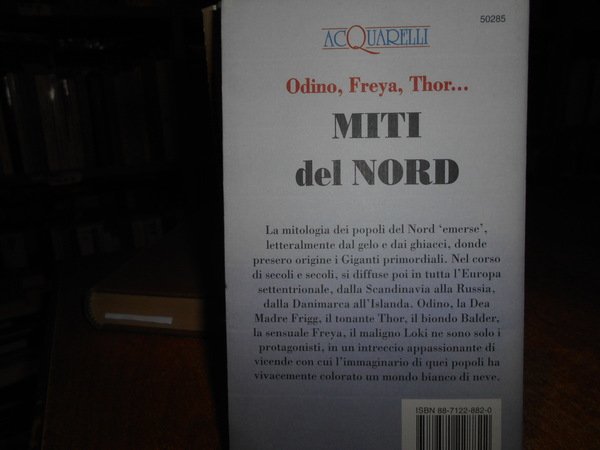 ACQUARELLI
50285
Odino, Freya, Thor...
MITI
del NORD
La mitologia dei popoli del Nord ‘emerse’,
letteralmente dal gelo e dai ghiacci, donde
presero origine i Giganti primordiali. Nel corso
di secoli e secoli, si diffuse poi in tutta l'Europa
settentrionale, dalla Scandinavia alla Russia,
dalla Danimarca all'Islanda. Odino, la Dea
Madre Frigg, il tonante Thor, il biondo Balder,
la sensuale Freya, il maligno Loki ne sono solo i
protagonisti, in un intreccio appassionante di
vicende con cui l'immaginario di quei popoli ha
vivacemente colorato un mondo bianco di neve.
ISBN 88-7122-882-0